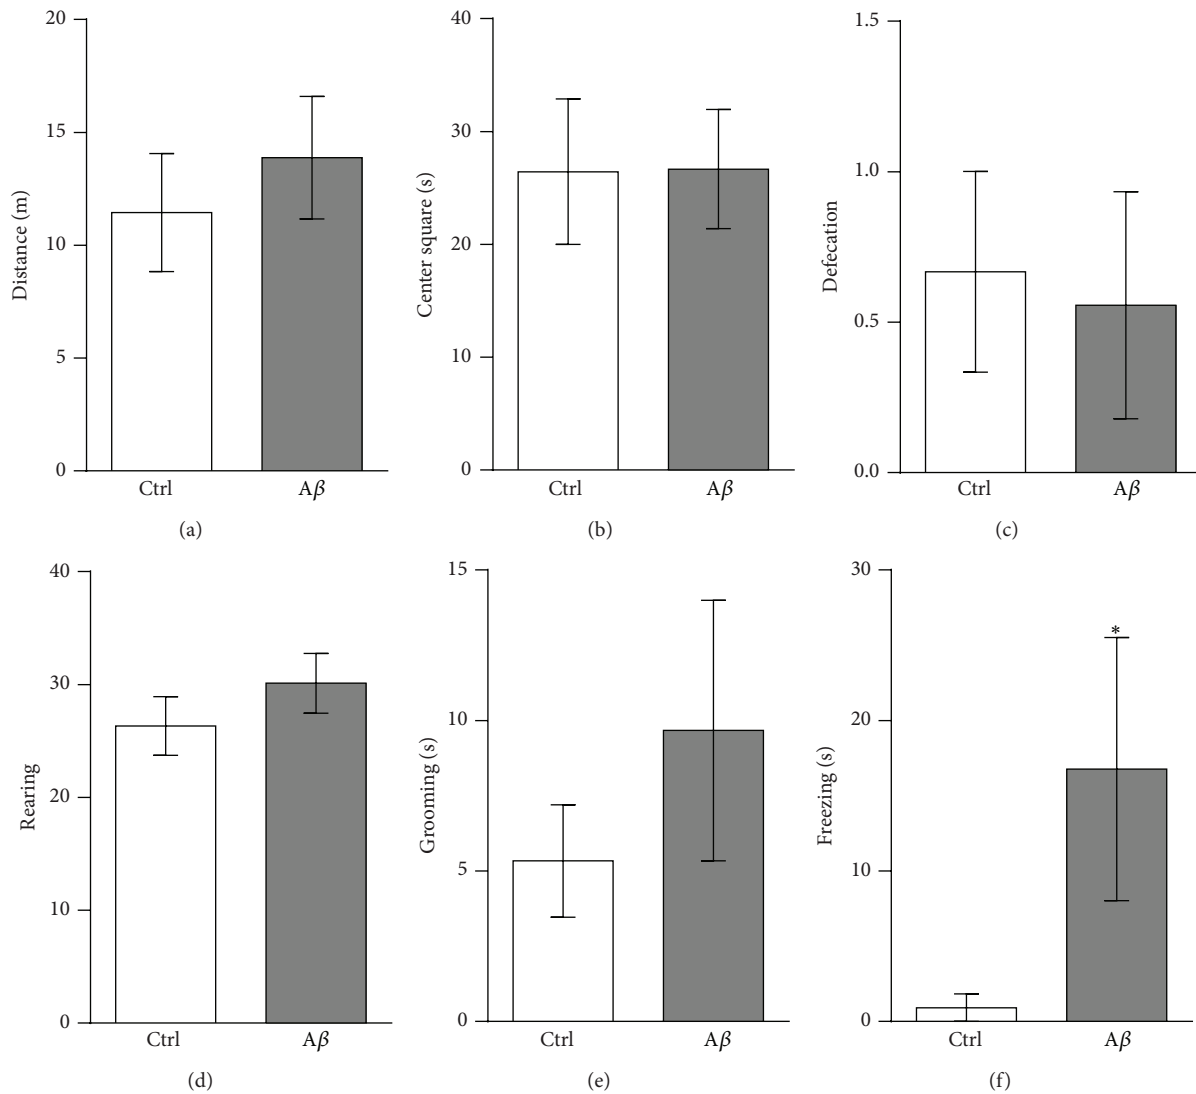 20
15
10
5
0
Distance (m)
Ctrl
Aβ
(a)
40
30
20
10
0
Center square (s)
Ctrl
Aβ
(b)
1.5
1.0
0.5
0.0
Defecation
Ctrl
Aβ
(c)
40
30
20
10
0
Rearing
Ctrl
Aβ
(d)
15
10
5
0
Grooming (s)
Ctrl
Aβ
(e)
30
20
10
0
Freezing (s)
*
Ctrl
Aβ
(f)